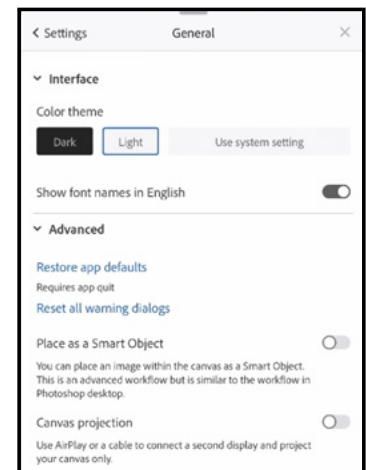 Settings General
Interface
Color theme
Dark Light Use system setting
Show font names in English
Advanced
Restore app defaults
Requires app quit
Reset all warning dialogs
Place as a Smart Object
You can place an image within the canvas as a Smart Object.
This is an advanced workflow but is similar to the workflow in
Photoshop desktop.
Canvas projection
Use AirPlay or a cable to connect a second display and project
your canvas only.